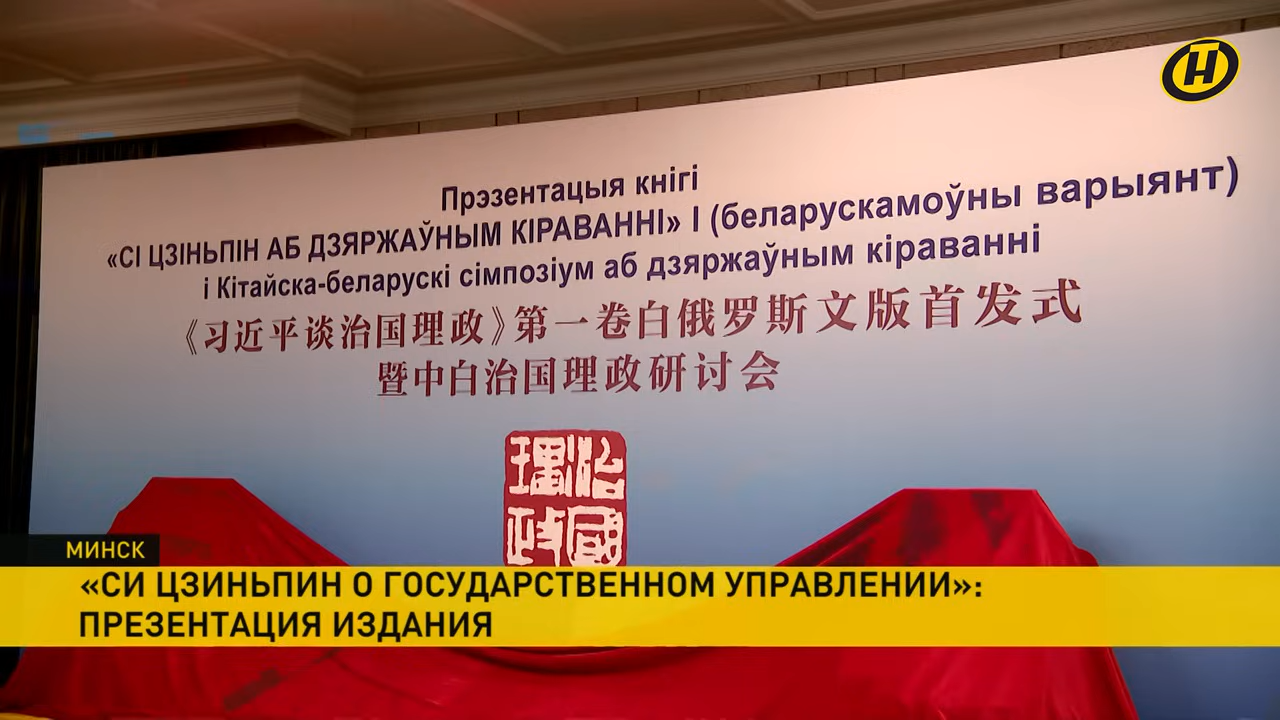 Прэзентацыя кнігі
«СІ ЦЗІНЬПІН АБ ДЗЯРЖАЎНЫМ КІРАВАННІ» I (беларускамоўны варыянт)
і Кітайска-беларускі сімпозіум аб дзяржаўным кіраванні
《习近平谈治国理政》第一卷白俄罗斯文版首发式
暨中白治国理政研讨会
治國
理政
МИНСК
«СИ ЦЗИНЬПИН О ГОСУДАРСТВЕННОМ УПРАВЛЕНИИ»:
ПРЕЗЕНТАЦИЯ ИЗДАНИЯ